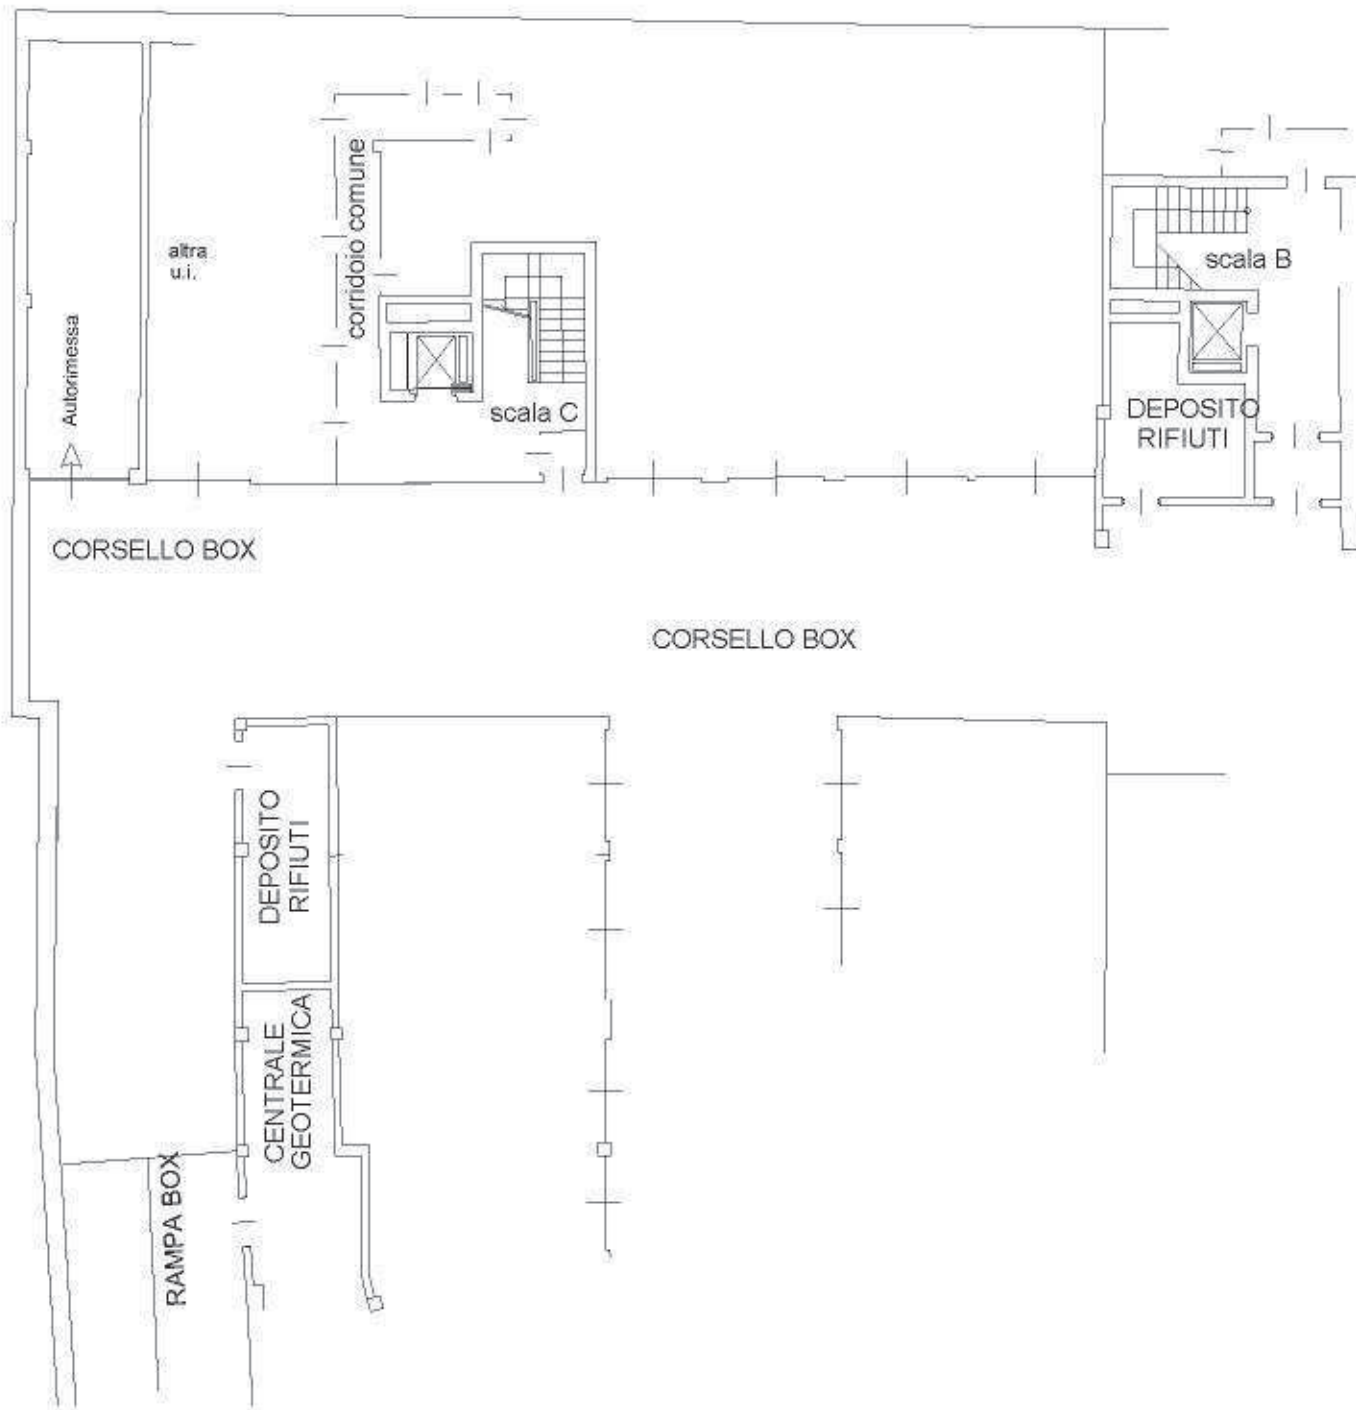 corridoio comune
altra
u.i.
scala B
Autorimessa
scala C
DEPOSITO
RIFIUTI
CORSELLO BOX
CORSELLO BOX
DEPOSITO
RIFIUTI
CENTRALE
GEOTERMICA
RAMPA BOX